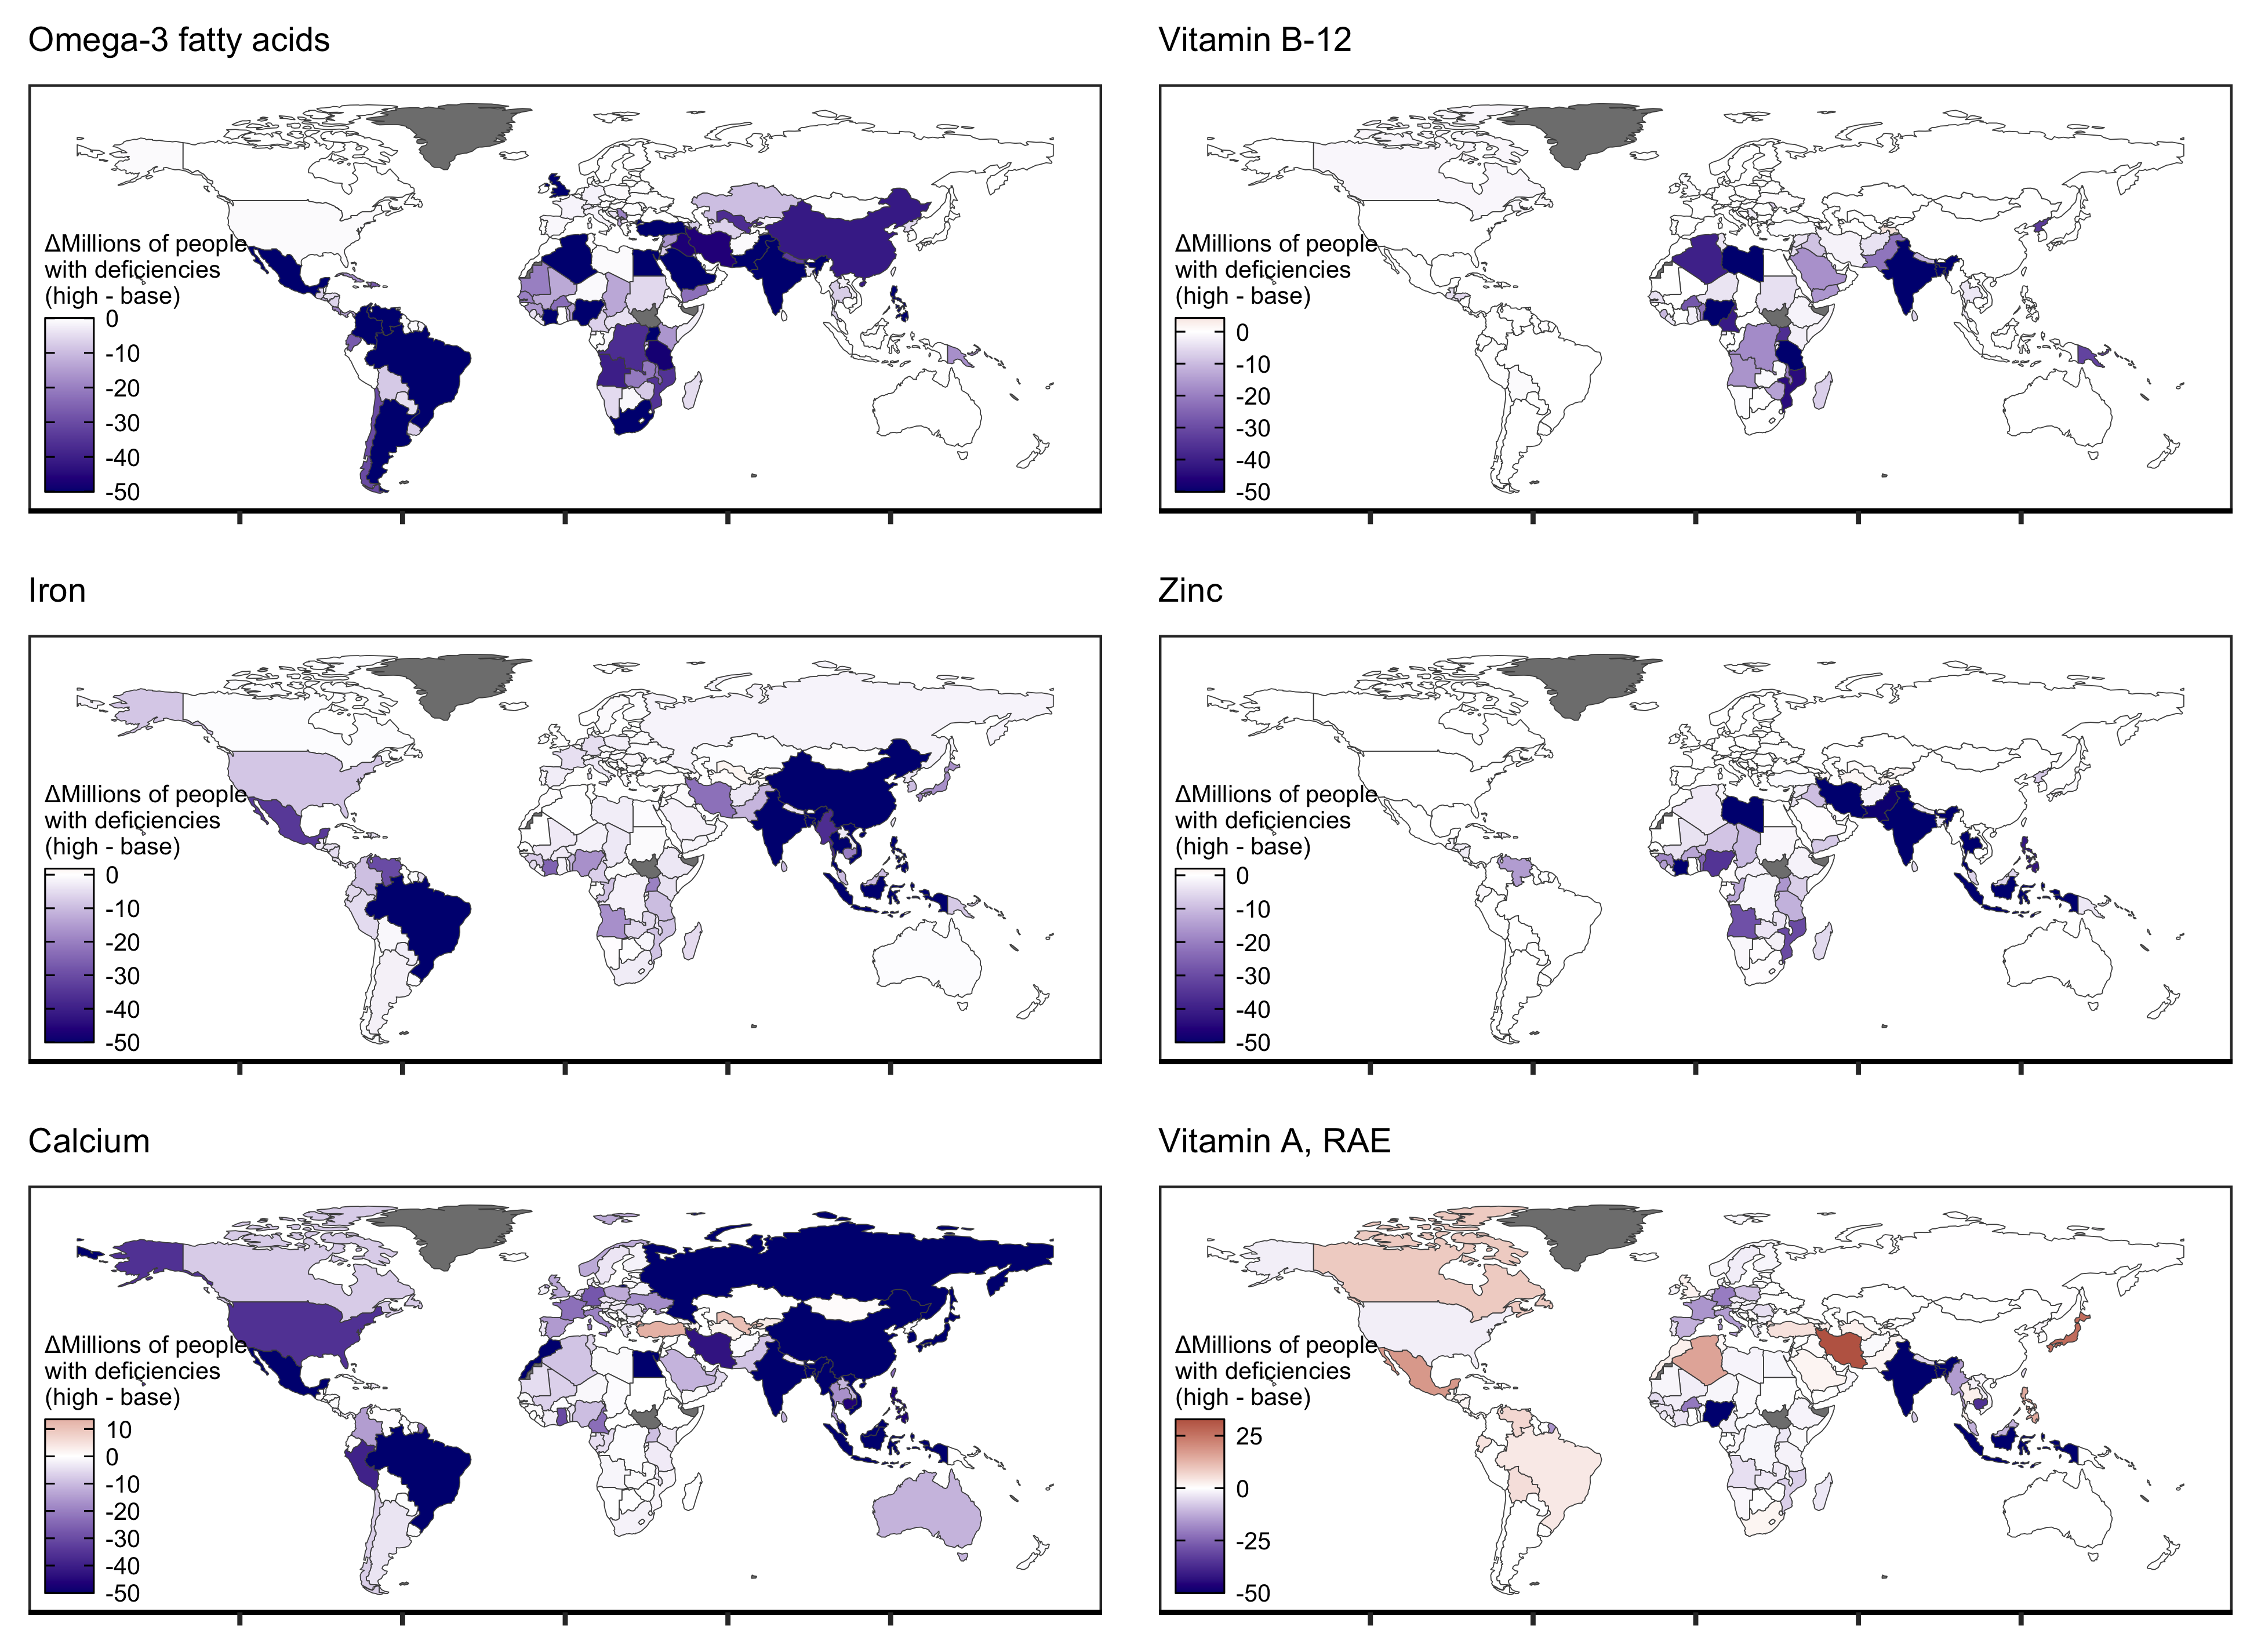 Omega-3 fatty acids
ΔMillions of people
with deficiencies
(high - base)
0
-10
-20
-30
-40
-50
Vitamin B-12
ΔMillions of people
with deficiencies
(high - base)
0
-10
-20
-30
-40
-50
Iron
ΔMillions of people
with deficiencies
(high - base)
0
-10
-20
-30
-40
-50
Zinc
ΔMillions of people
with deficiencies
(high - base)
0
-10
-20
-30
-40
-50
Calcium
ΔMillions of people
with deficiencies
(high - base)
10
0
-10
-20
-30
-40
-50
Vitamin A, RAE
ΔMillions of people
with deficiencies
(high - base)
25
0
-25
-50